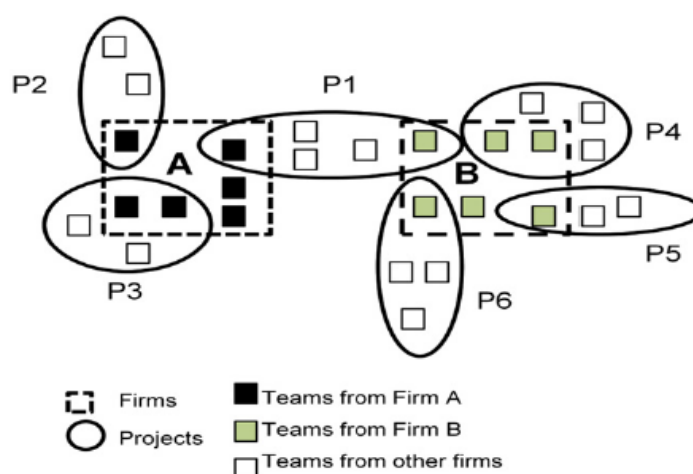 P2
P1
P4
A
B
P3
P5
P6
Firms
Projects
Teams from Firm A
Teams from Firm B
Teams from other firms